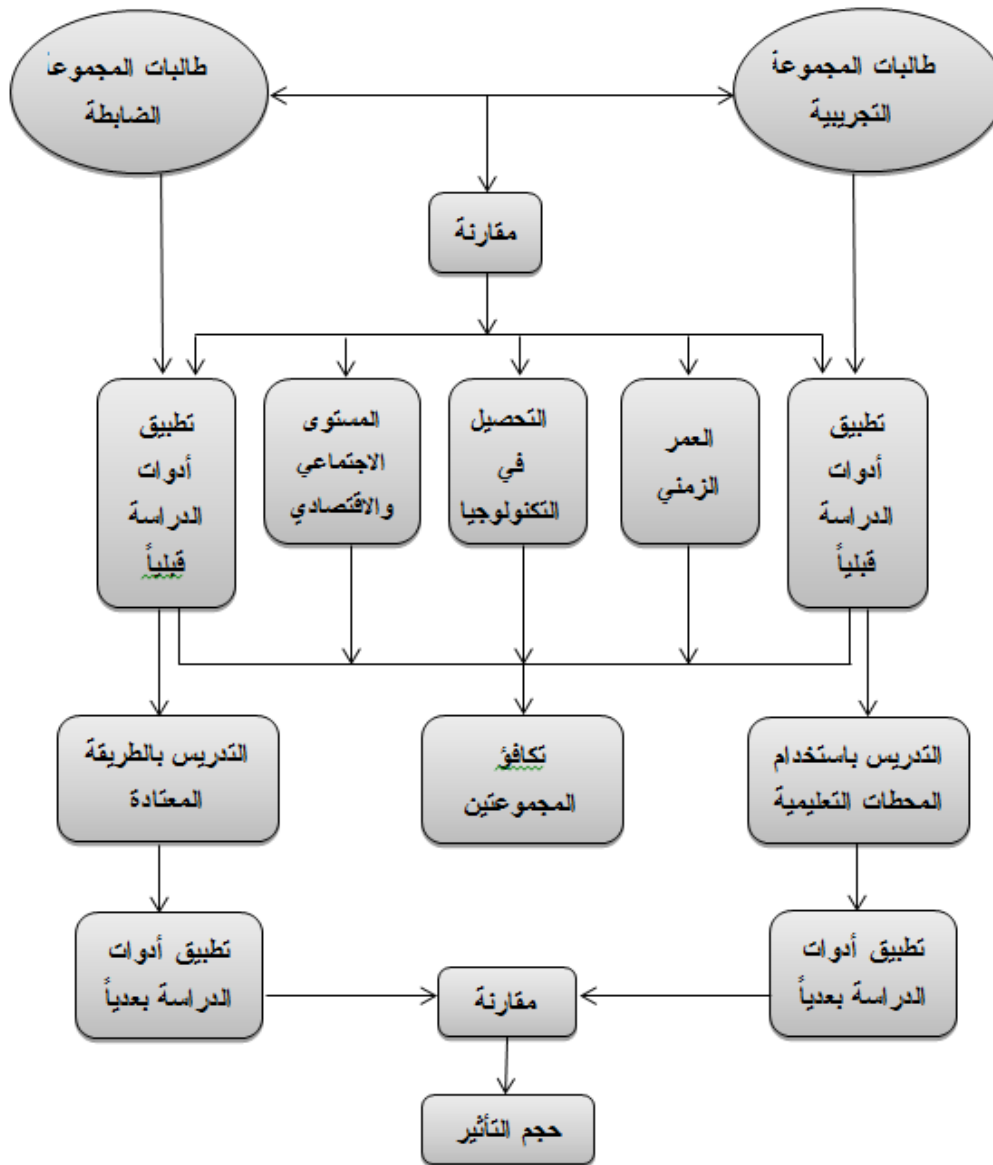 طالبات المجموعة
التجريبية
طالبات المجموعة
الضابطة
مقارنة
تطبيق
أدوات
الدراسة
قبلياً
العمر
الزمني
التحصيل
في
التكنولوجيا
المستوى
الاجتماعي
والاقتصادي
تطبيق
أدوات
الدراسة
قبلياً
التدريس باستخدام
المحطات التعليمية
تكافؤ
المجموعتين
التدريس بالطريقة
المعتادة
تطبيق أدوات
الدراسة بعدياً
مقارنة
تطبيق أدوات
الدراسة بعدياً
حجم التأثير